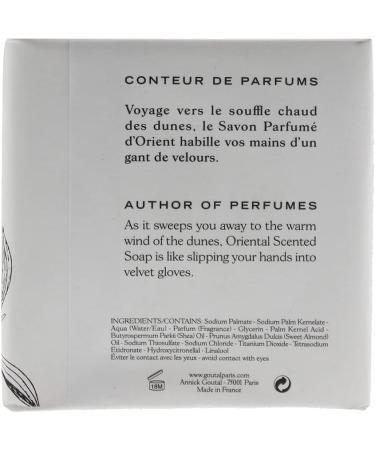 CONTEUR DE PARFUMS
Voyage vers le souffle chaud
des dunes, le Savon Parfumé
d'Orient habille vos mains d'un
gant de velours.
AUTHOR OF PERFUMES
As it sweeps you away to the warm
wind of the dunes, Oriental Scented
Soap is like slipping your hands into
velvet gloves.
INGREDIENTS/CONTAINS: Sodium Palmate - Sodium Palm Kernelate -
Aqua (Water/Eau) - Parfum (Fragrance) - Glycerin - Palm Kernel Acid -
Butyrospermum Parkii (Shea) Oil - Prunus Amygdalus Dulcis (Sweet Almond)
Oil - Sodium Thiosulfate - Sodium Chloride - Titanium Dioxide - Tetrasodium
Etidronate - Hydroxycitronellal - Linalool
Éviter le contact avec les yeux - avoid contact with eyes
18M
www.goutalparis.com
Annick Goutal - 75001 Paris
Made in France